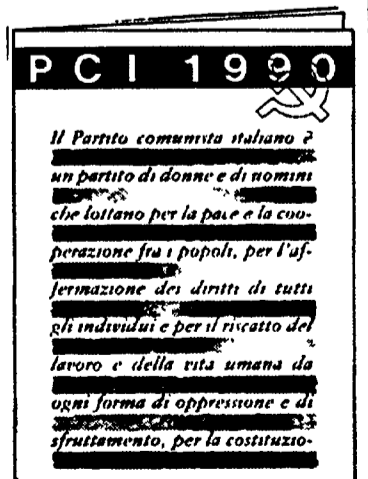 PCI 1990
Il Partito comunista italiano è
un partito di donne e di uomini
che lottano per la pace e la coo-
perazione fra i popoli, per l'af-
fermazione dei diritti di tutti
gli individui e per il riscatto del
lavoro e della vita umana da
ogni forma di oppressione e di
sfruttamento, per la costituzio-